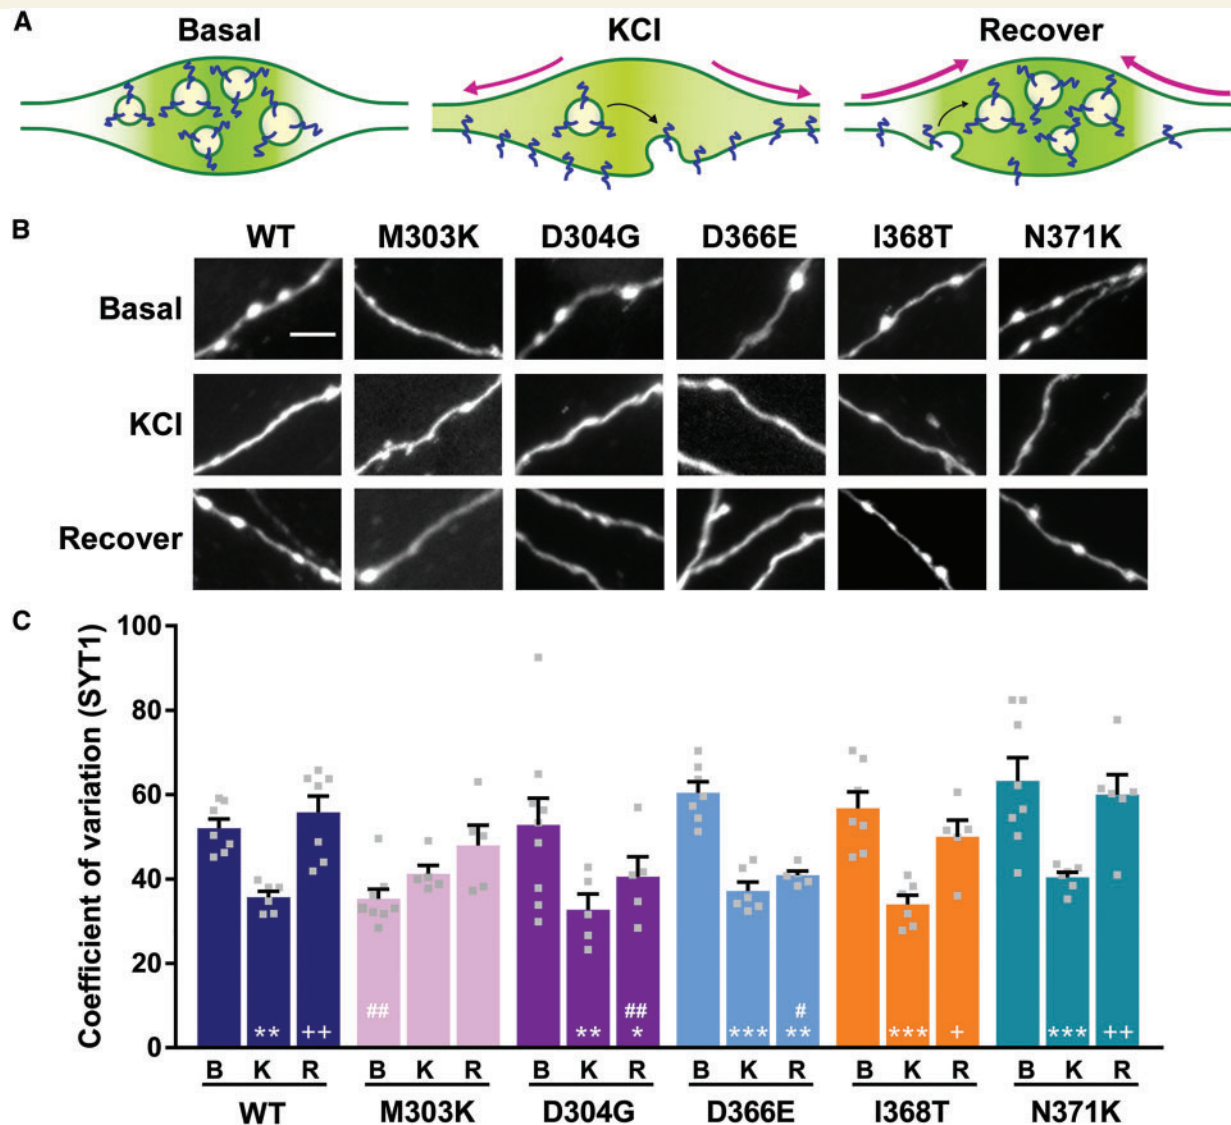 A
Basal KCl Recover
B
WT M303K D304G D366E I368T N371K
Basal
KCl
Recover
C
Coefficient of variation (SYT1)
100
80
60
40
20
0
## ## #
** ++ ** * *** ** *** + *** ++
B K R B K R B K R B K R B K R B K R
WT M303K D304G D366E I368T N371K